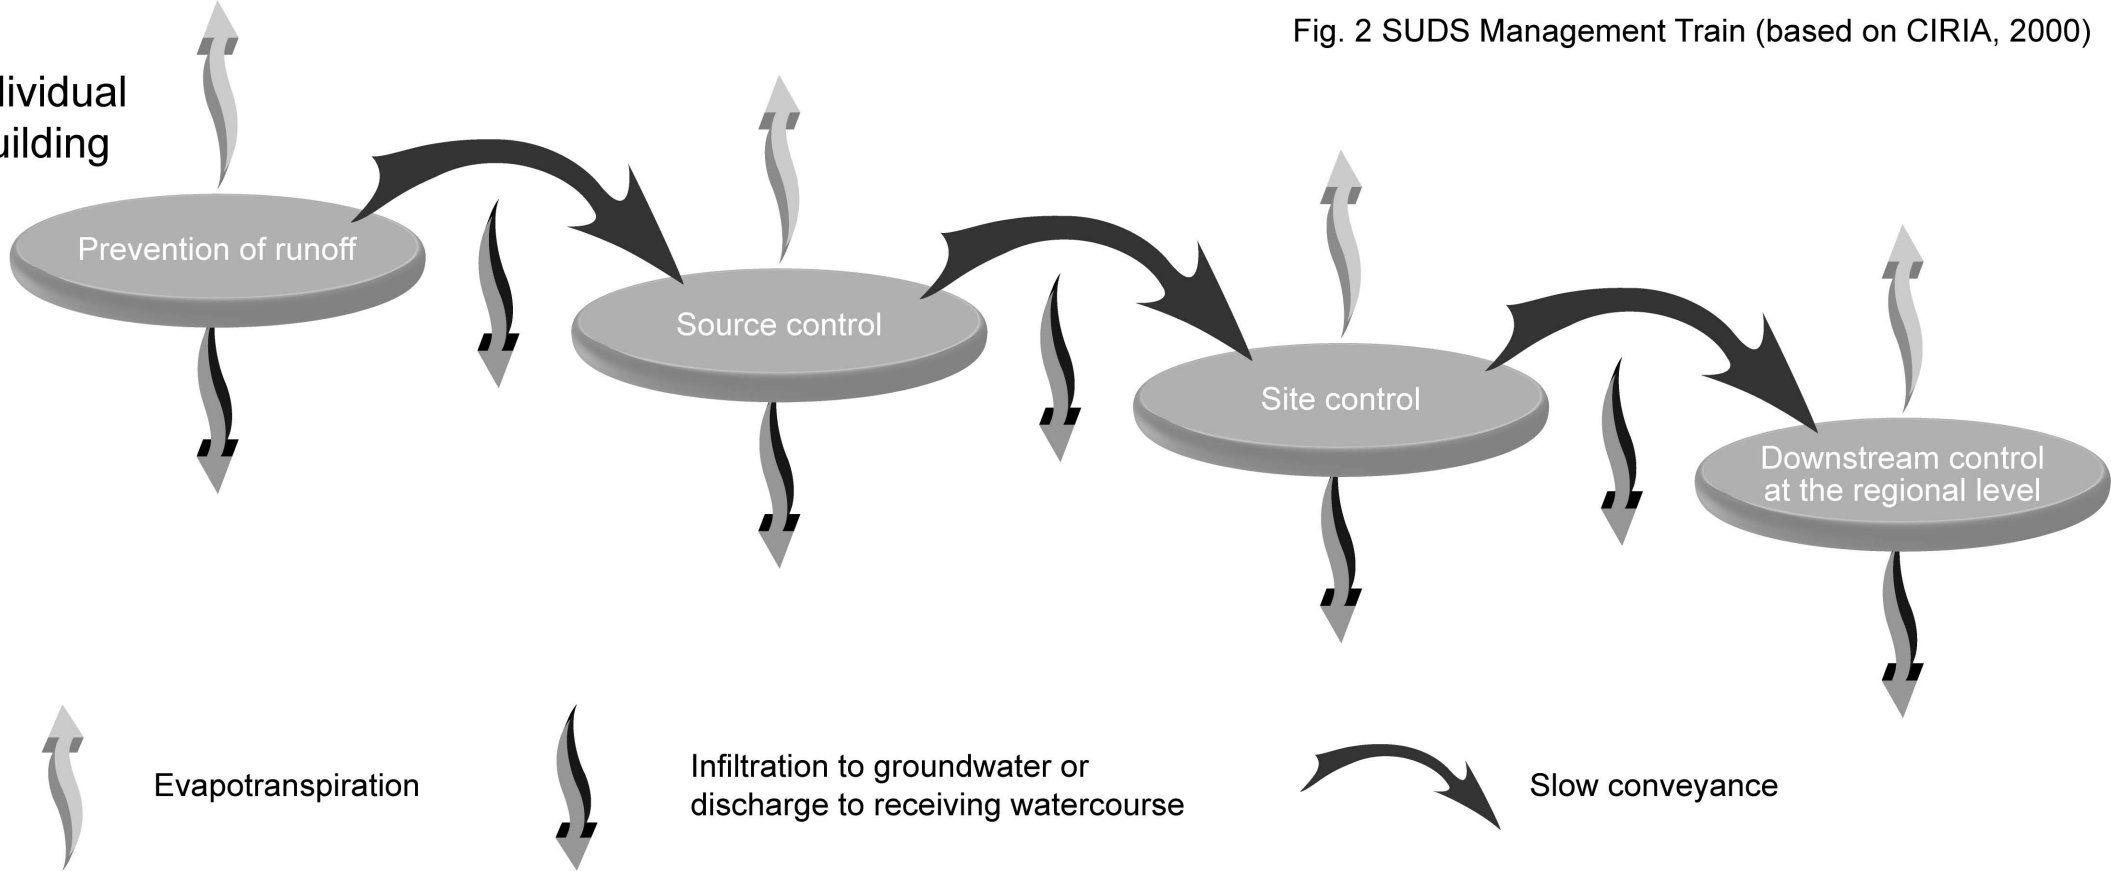 Fig. 2 SUDS Management Train (based on CIRIA, 2000)
dividual
uilding
Prevention of runoff
Source control
Site control
Downstream control
at the regional level
Evapotranspiration
Infiltration to groundwater or
discharge to receiving watercourse
Slow conveyance